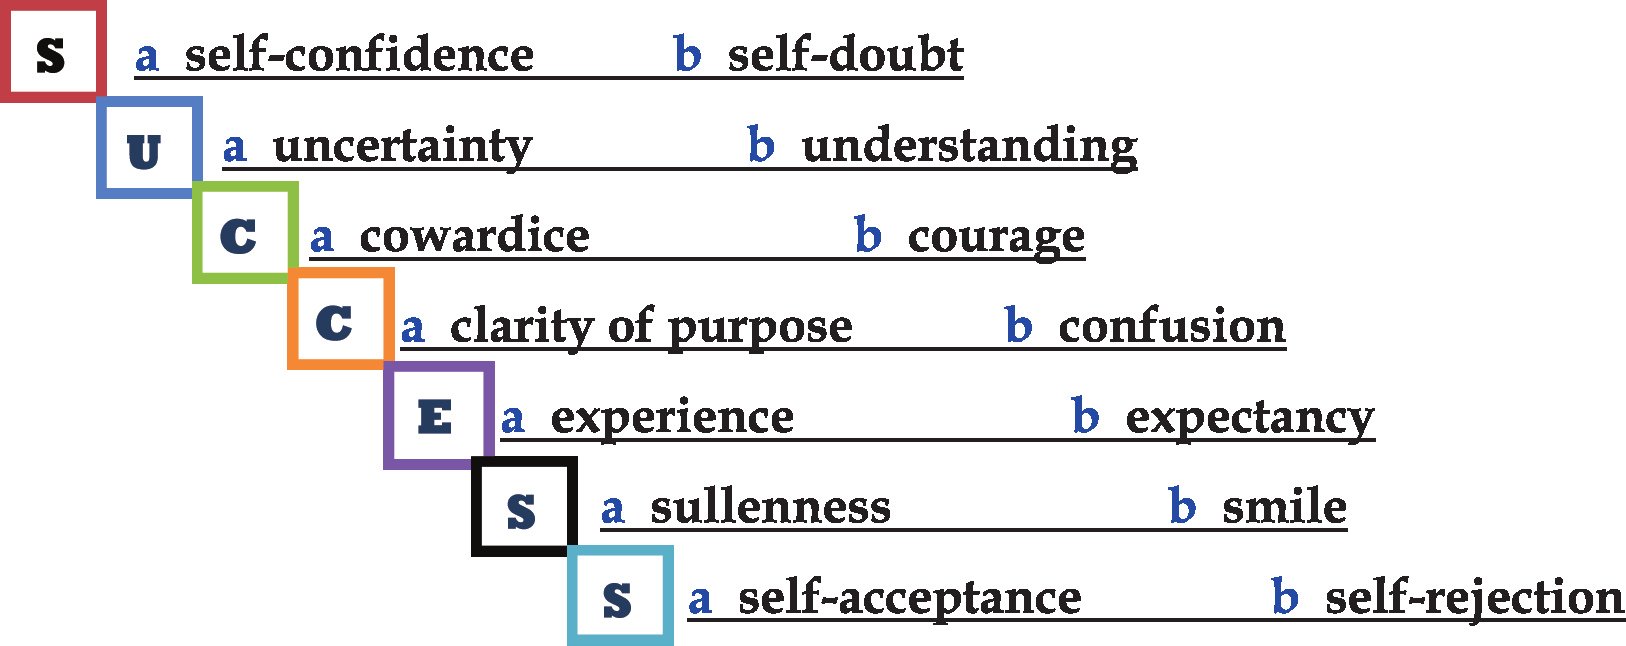 S a self-confidence b self-doubt
U a uncertainty b understanding
C a cowardice b courage
C a clarity of purpose b confusion
E a experience b expectancy
S a sullenness b smile
S a self-acceptance b self-rejection